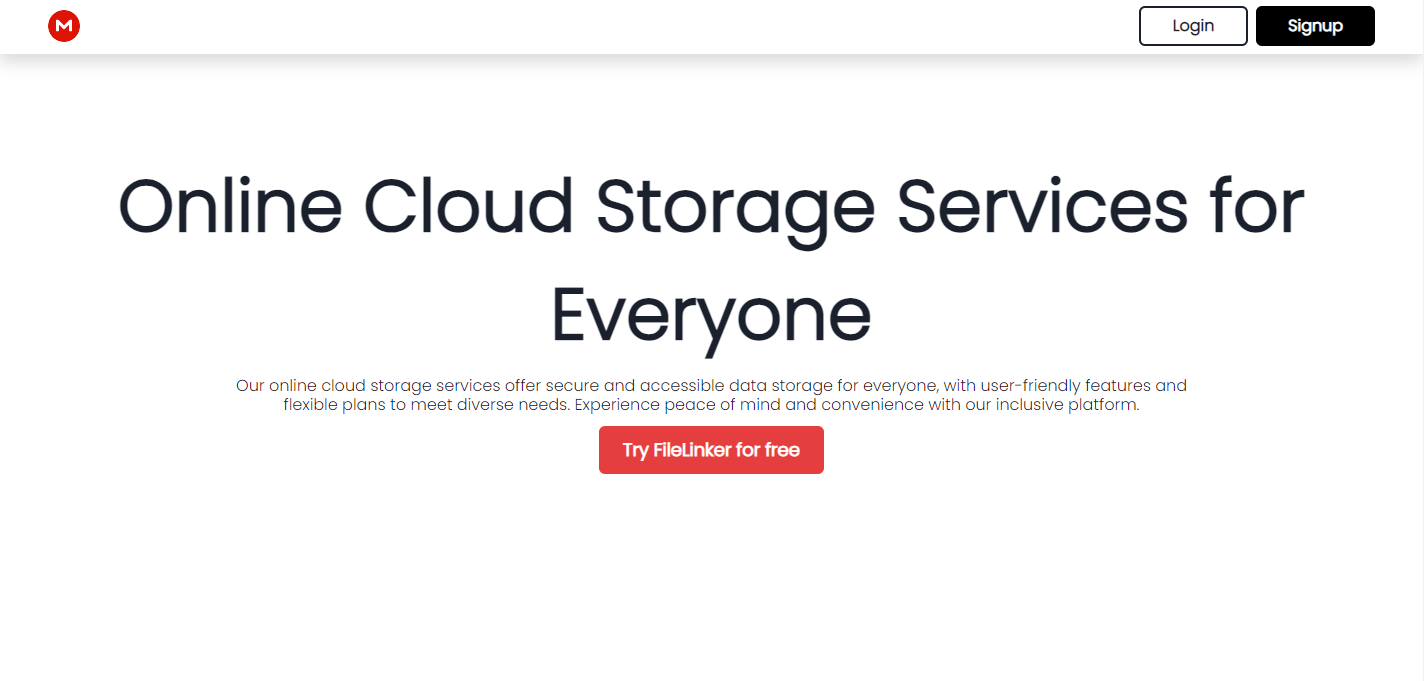 M
Login
Signup
Online Cloud Storage Services for
Everyone
Our online cloud storage services offer secure and accessible data storage for everyone, with user-friendly features and
flexible plans to meet diverse needs. Experience peace of mind and convenience with our inclusive platform.
Try FileLinker for free